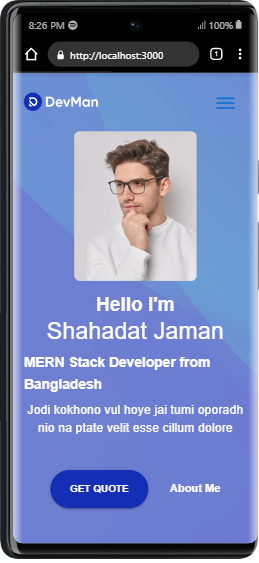 8:26 PM
100%
http://localhost:3000
1
DevMan
Hello I'm
Shahadat Jaman
MERN Stack Developer from
Bangladesh
Jodi kokhono vul hoye jai tumi oporadh
nio na ptate velit esse cillum dolore
GET QUOTE
About Me